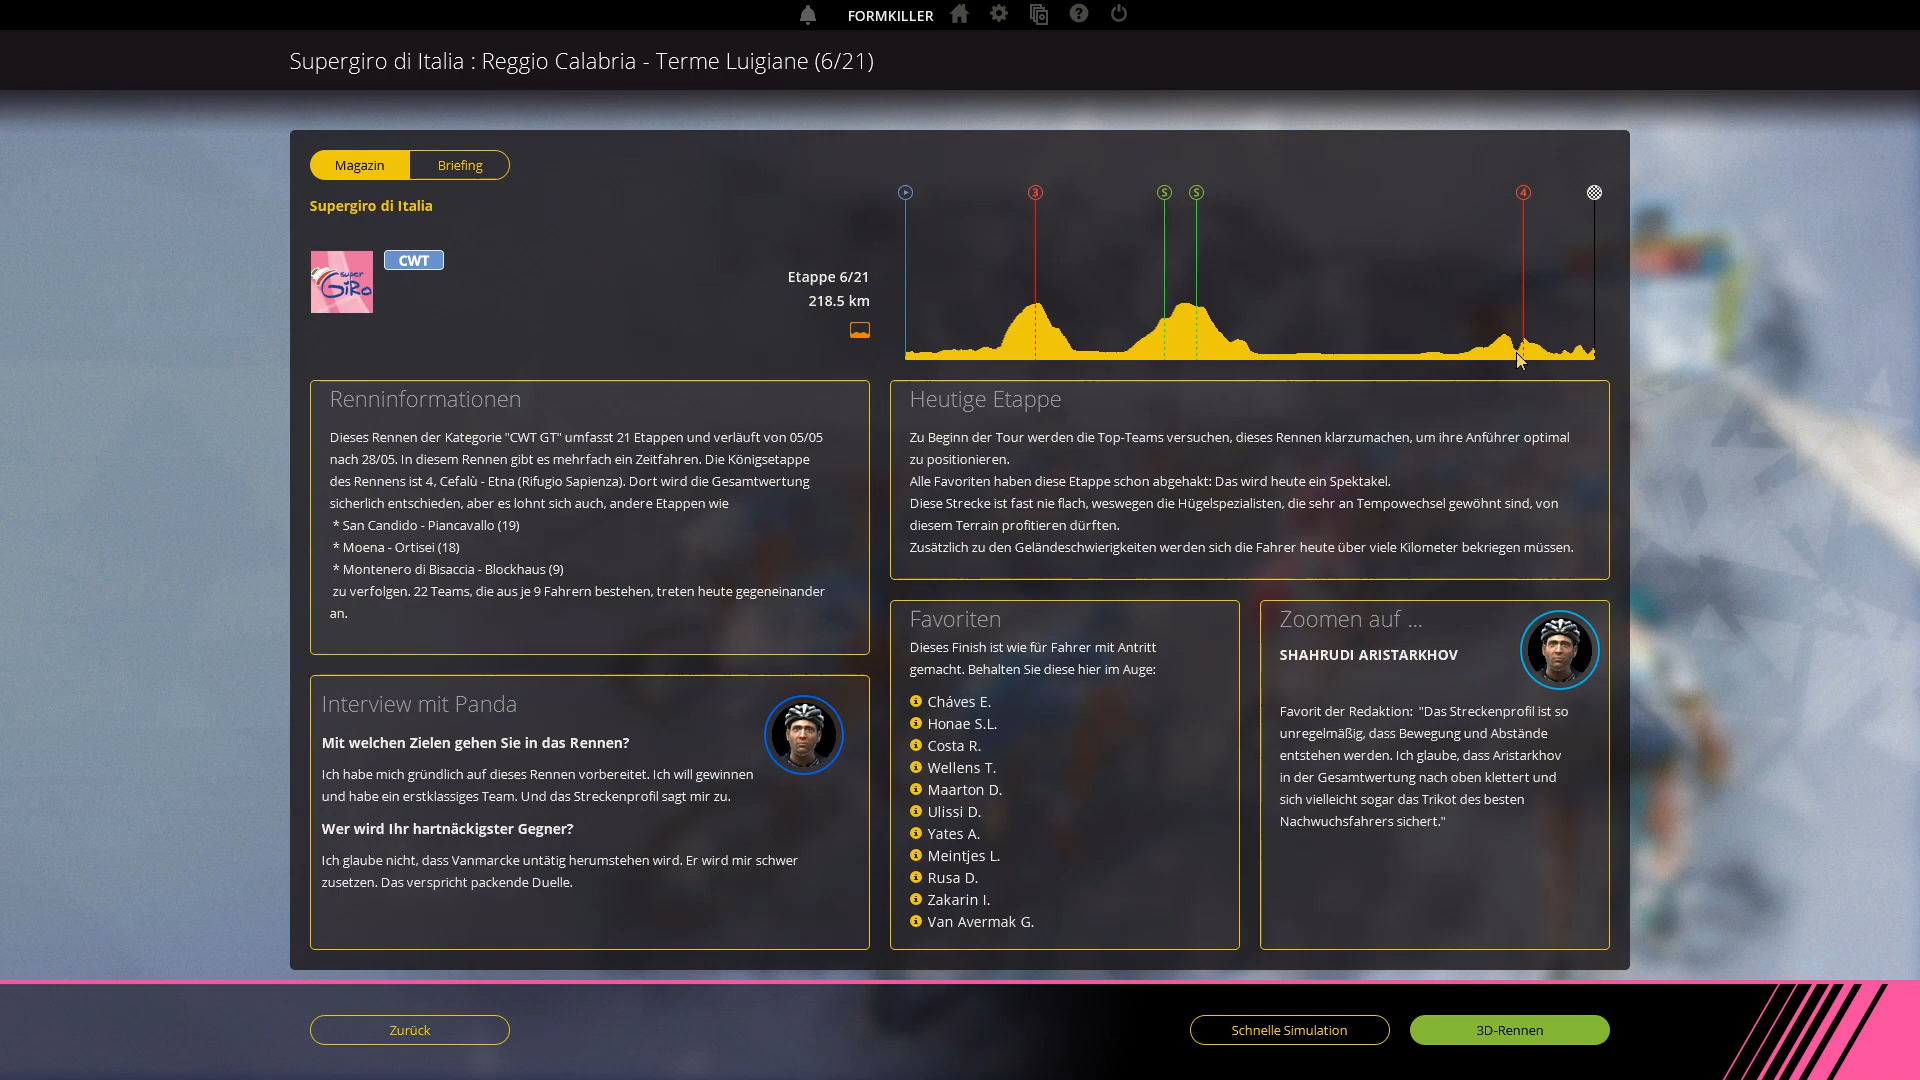 FORMKILLER
Supergiro di Italia : Reggio Calabria - Terme Luigiane (6/21)
Magazin
Briefing
Supergiro di Italia
super
GiRo
CWT
Etappe 6/21
218.5 km
3
S
S
4
Renninformationen
Dieses Rennen der Kategorie "CWT GT" umfasst 21 Etappen und verläuft von 05/05
nach 28/05. In diesem Rennen gibt es mehrfach ein Zeitfahren. Die Königsetappe
des Rennens ist 4, Cefalù - Etna (Rifugio Sapienza). Dort wird die Gesamtwertung
sicherlich entschieden, aber es lohnt sich auch, andere Etappen wie
* San Candido - Piancavallo (19)
* Moena - Ortisei (18)
* Montenero di Bisaccia - Blockhaus (9)
zu verfolgen. 22 Teams, die aus je 9 Fahrern bestehen, treten heute gegeneinander
an.
Heutige Etappe
Zu Beginn der Tour werden die Top-Teams versuchen, dieses Rennen klarzumachen, um ihre Anführer optimal
zu positionieren.
Alle Favoriten haben diese Etappe schon abgehakt: Das wird heute ein Spektakel.
Diese Strecke ist fast nie flach, weswegen die Hügelspezialisten, die sehr an Tempowechsel gewöhnt sind, von
diesem Terrain profitieren dürften.
Zusätzlich zu den Geländeschwierigkeiten werden sich die Fahrer heute über viele Kilometer bekriegen müssen.
Interview mit Panda
Mit welchen Zielen gehen Sie in das Rennen?
Ich habe mich gründlich auf dieses Rennen vorbereitet. Ich will gewinnen
und habe ein erstklassiges Team. Und das Streckenprofil sagt mir zu.
Wer wird Ihr hartnäckigster Gegner?
Ich glaube nicht, dass Vanmarcke untätig herumstehen wird. Er wird mir schwer
zusetzen. Das verspricht packende Duelle.
Favoriten
Dieses Finish ist wie für Fahrer mit Antritt
gemacht. Behalten Sie diese hier im Auge:
Cháves E.
Honae S.L.
Costa R.
Wellens T.
Maarton D.
Ulissi D.
Yates A.
Meintjes L.
Rusa D.
Zakarin I.
Van Avermak G.
Zoomen auf ...
SHAHRUDI ARISTARKHOV
Favorit der Redaktion: "Das Streckenprofil ist so
unregelmäßig, dass Bewegung und Abstände
entstehen werden. Ich glaube, dass Aristarkhov
in der Gesamtwertung nach oben klettert und
sich vielleicht sogar das Trikot des besten
Nachwuchsfahrers sichert."
Zurück
Schnelle Simulation
3D-Rennen